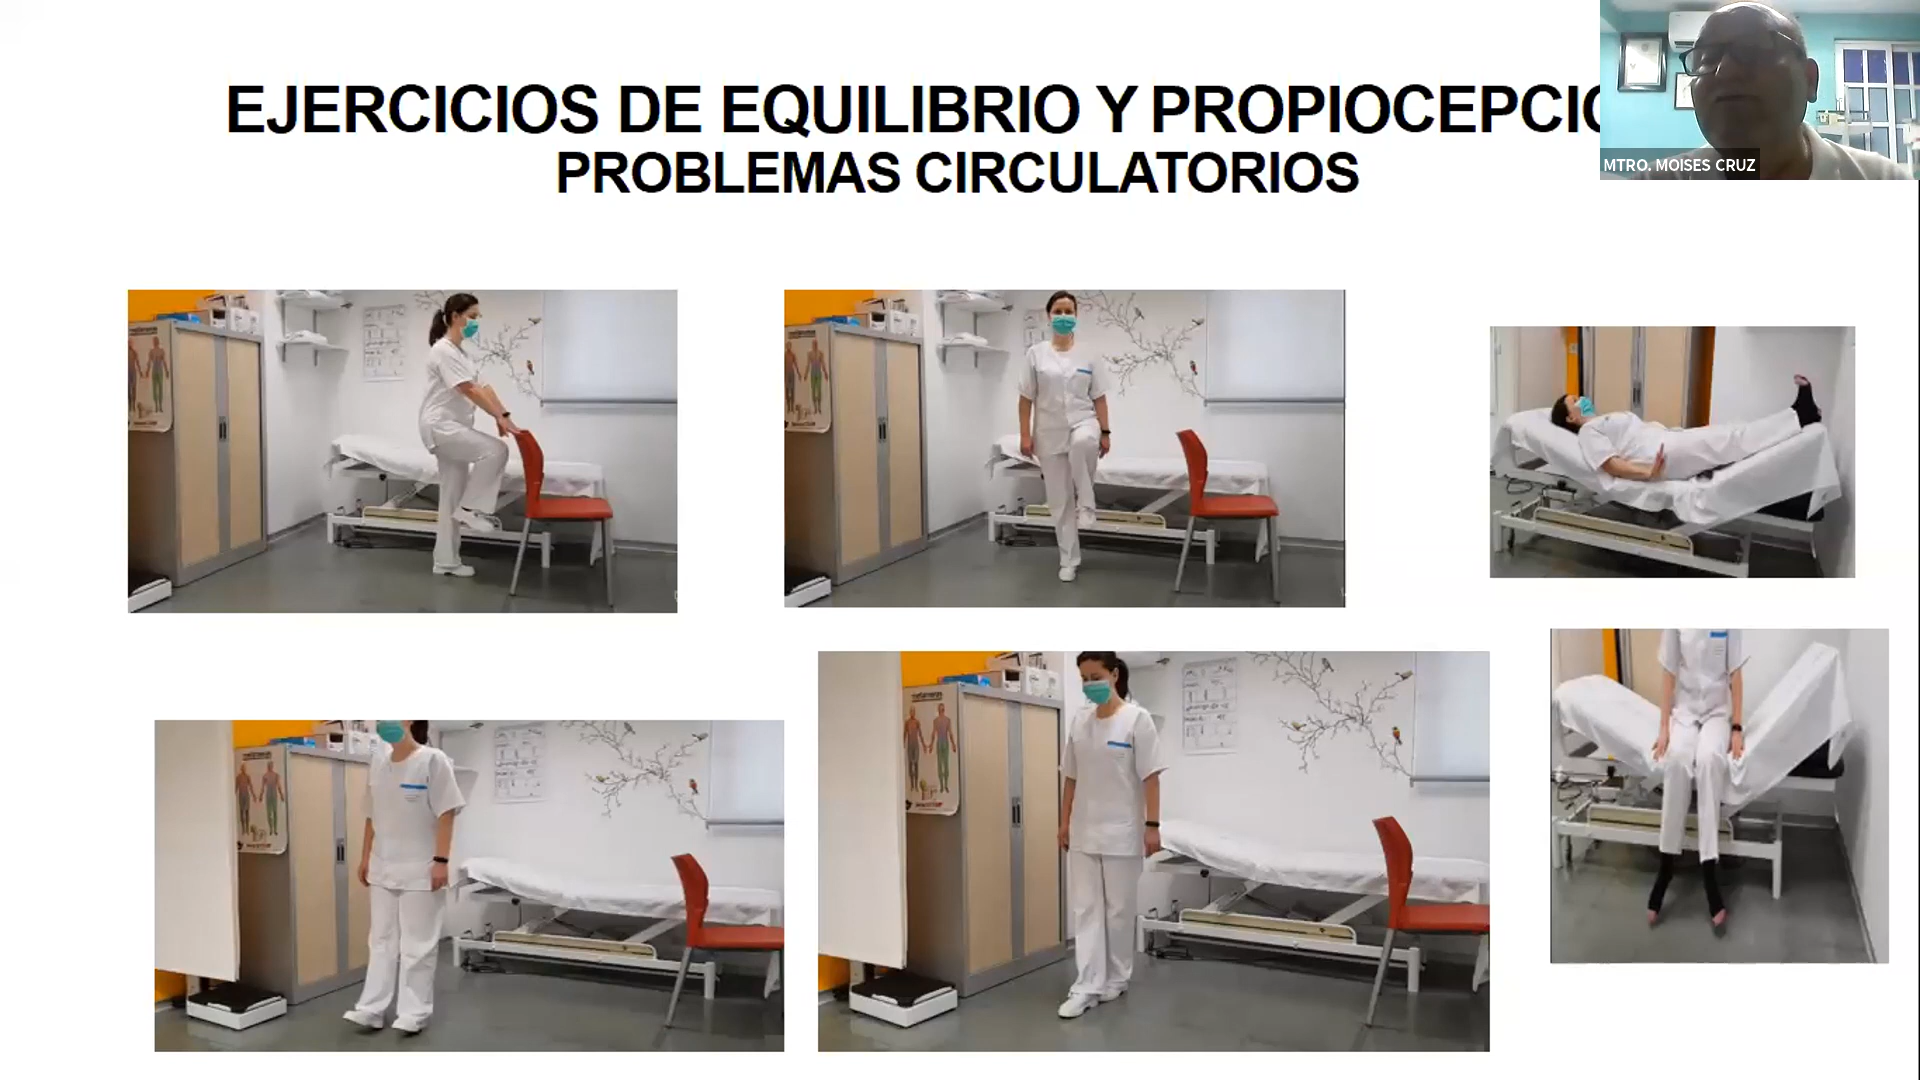 EJERCICIOS DE EQUILIBRIO Y PROPIOCEPCIO
PROBLEMAS CIRCULATORIOS
MTRO. MOISES CRUZ